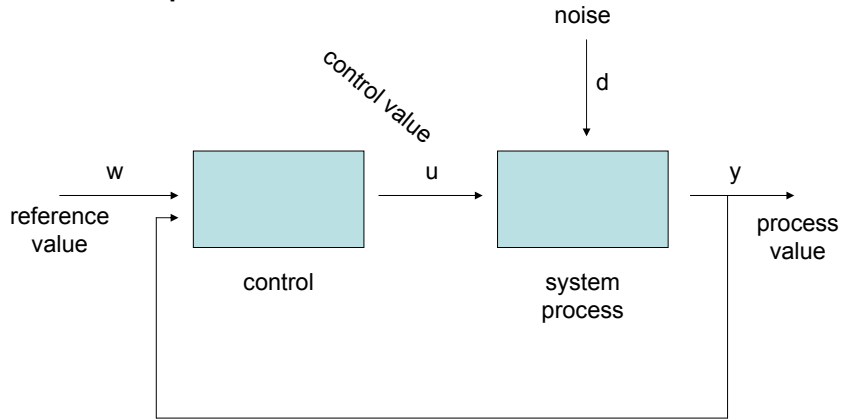 noise
control value
d
w
u
y
reference
value
process
value
control
system
process